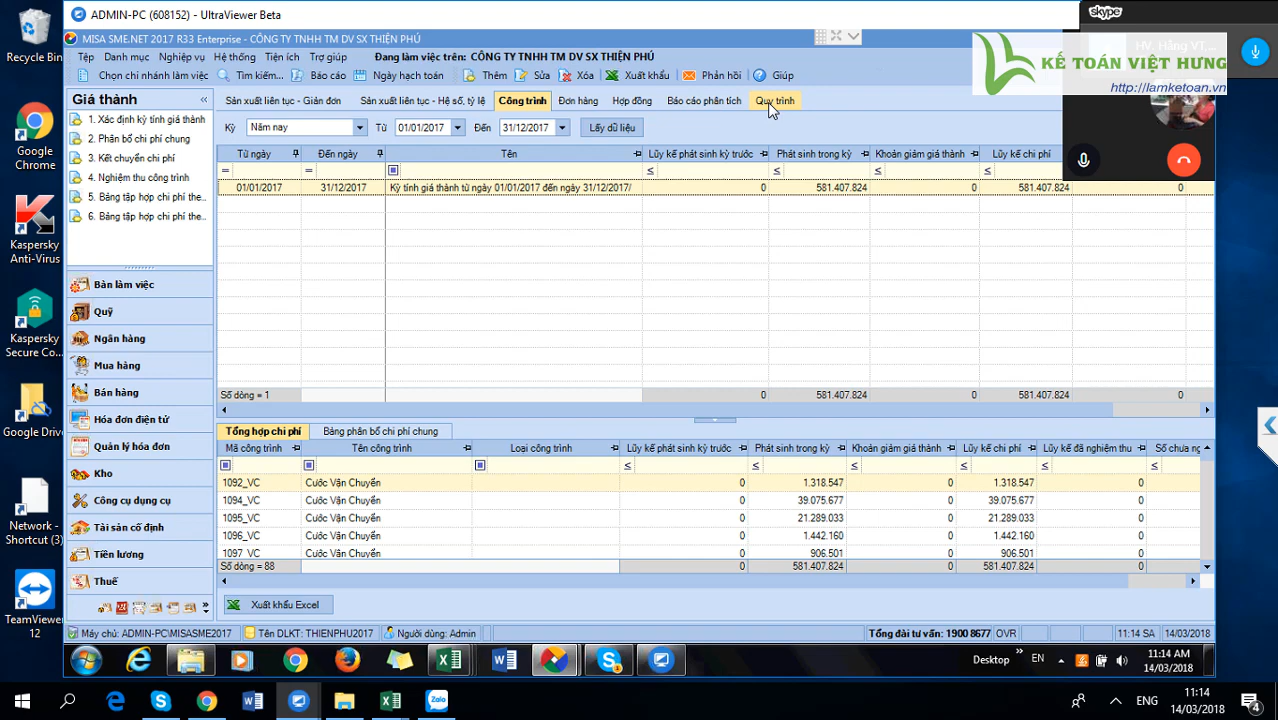 ADMIN-PC (608152) - UltraViewer Beta
skype
MISA SME.NET 2017 R33 Enterprise - CÔNG TY TNHH TM DV SX THIỆN PHÚ
HV. Hằng VT...
KẾ TOÁN VIỆT HƯNG
http://lamketoan.vn
Tệp Danh mục Nghiệp vụ Hệ thống Tiện ích Trợ giúp Đang làm việc trên: CÔNG TY TNHH TM DV SX THIỆN PHÚ
Chọn chi nhánh làm việc Tìm kiếm... Báo cáo Ngày hạch toán Thêm Sửa Xóa Xuất khẩu Phản hồi Giúp
Giá thành
1. Xác định kỳ tính giá thành
2. Phân bổ chi phí chung
3. Kết chuyển chi phí
4. Nghiệm thu công trình
5. Bảng tập hợp chi phí the...
6. Bảng tập hợp chi phí the...
Bàn làm việc
Quỹ
Ngân hàng
Mua hàng
Bán hàng
Hóa đơn điện tử
Quản lý hóa đơn
Kho
Công cụ dụng cụ
Tài sản cố định
Tiền lương
Thuế
Sản xuất liên tục - Giản đơn Sản xuất liên tục - Hệ số, tỷ lệ Công trình Đơn hàng Hợp đồng Báo cáo phân tích Quy trình
Kỳ Năm nay Từ 01/01/2017 Đến 31/12/2017 Lấy dữ liệu
Từ ngày Đến ngày Tên Lũy kế phát sinh kỳ trước Phát sinh trong kỳ Khoản giảm giá thành Lũy kế chi phí
= = ≤ ≤ ≤ ≤
01/01/2017 31/12/2017 Kỳ tính giá thành từ ngày 01/01/2017 đến ngày 31/12/2017/ 0 581.407.824 0 581.407.824 0
Số dòng = 1 0 581.407.824 0 581.407.824 0
Tổng hợp chi phí Bảng phân bổ chi phí chung
Mã công trình Tên công trình Loại công trình Lũy kế phát sinh kỳ trước Phát sinh trong kỳ Khoản giảm giá thành Lũy kế chi phí Lũy kế đã nghiệm thu Số chưa ng
≤ ≤ ≤ ≤ ≤ ≤
1092_VC Cước Vận Chuyển 0 1.318.547 0 1.318.547 0
1094_VC Cước Vận Chuyển 0 39.075.677 0 39.075.677 0
1095_VC Cước Vận Chuyển 0 21.289.033 0 21.289.033 0
1096_VC Cước Vận Chuyển 0 1.442.160 0 1.442.160 0
1097_VC Cước Vận Chuyển 0 906.501 0 906.501 0
Số dòng = 88 0 581.407.824 0 581.407.824 0
Xuất khẩu Excel
Máy chủ: ADMIN-PC\MISASME2017 Tên DLKT: THIENPHU2017 Người dùng: Admin Tổng đài tư vấn: 1900 8677 OVR 11:14 SA 14/03/2018
Recycle Bin
Google Chrome
Kaspersky Anti-Virus
Kaspersky Secure Co...
Google Drive
Network - Shortcut (3)
TeamViewer 12
Desktop EN 11:14 AM
14/03/2018
ENG 11:14
14/03/2018
4